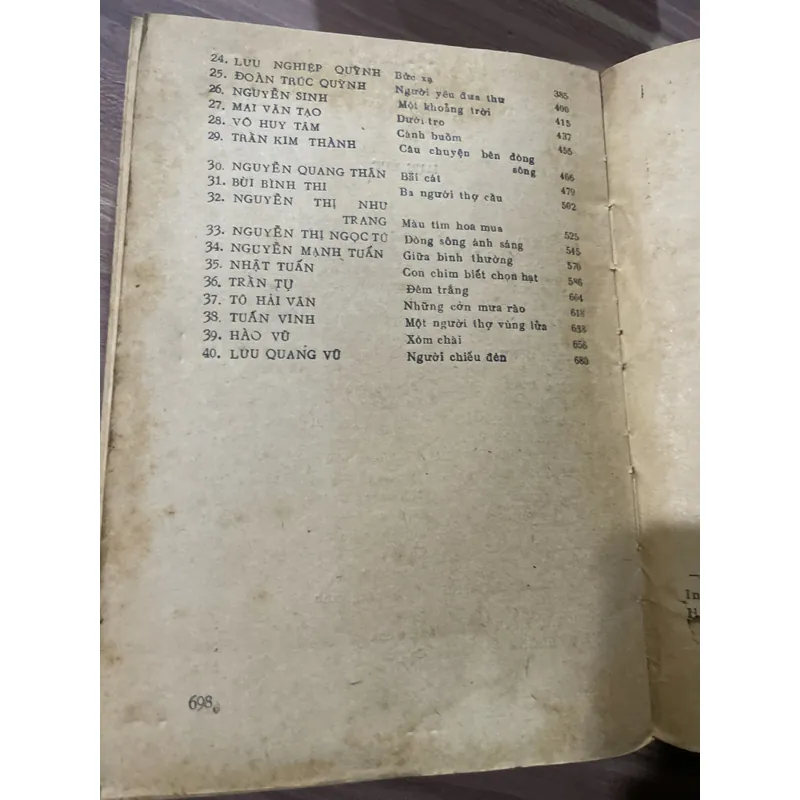 24. LƯU NGHIỆP QUỲNH Bức xạ 385
25. ĐOÀN TRÚC QUỲNH Người yêu đưa thư 400
26. NGUYỄN SINH Một khoảng trời 415
27. MAI VĂN TẠO Dưới tro 437
28. VÕ HUY TÂM Cánh buồm 455
29. TRẦN KIM THÀNH Câu chuyện bên dòng
sông 466
30. NGUYỄN QUANG THÂN Bãi cát 479
31. BÙI BÌNH THI Ba người thợ cầu 502
32. NGUYỄN THỊ NHƯ
TRANG Màu tím hoa mua 525
33. NGUYỄN THỊ NGỌC TÚ Dòng sông ánh sáng 545
34. NGUYỄN MẠNH TUẤN Giữa bình thường 570
35. NHẬT TUẤN Con chim biết chọn hạt 586
36. TRẦN TỰ Đêm trắng 604
37. TÔ HẢI VÂN Những cơn mưa rào 618
38. TUẤN VINH Một người thợ vùng lửa 638
39. HÀO VŨ Xóm chài 656
40. LƯU QUANG VŨ Người chiếu đèn 680
698
In